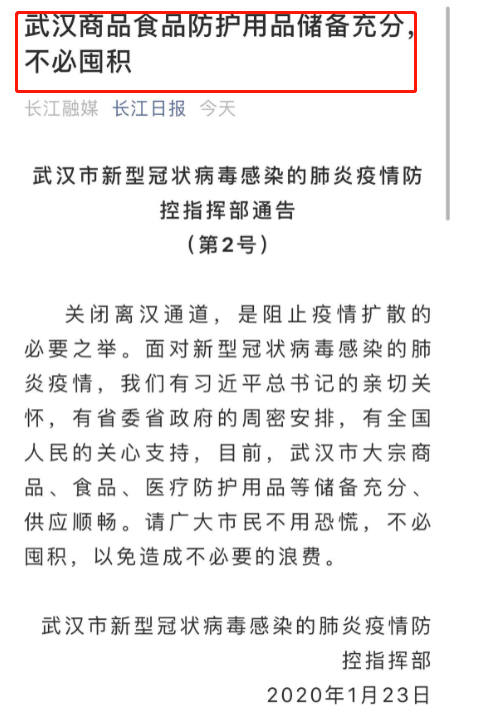 武汉商品食品防护用品储备充分，
不必囤积
长江融媒 长江日报 今天
武汉市新型冠状病毒感染的肺炎疫情防
控指挥部通告
（第2号）
关闭离汉通道，是阻止疫情扩散的
必要之举。面对新型冠状病毒感染的肺
炎疫情，我们有习近平总书记的亲切关
怀，有省委省政府的周密安排，有全国
人民的关心支持，目前，武汉市大宗商
品、食品、医疗防护用品等储备充分、
供应顺畅。请广大市民不用恐慌，不必
囤积，以免造成不必要的浪费。
武汉市新型冠状病毒感染的肺炎疫情防
控指挥部
2020年1月23日